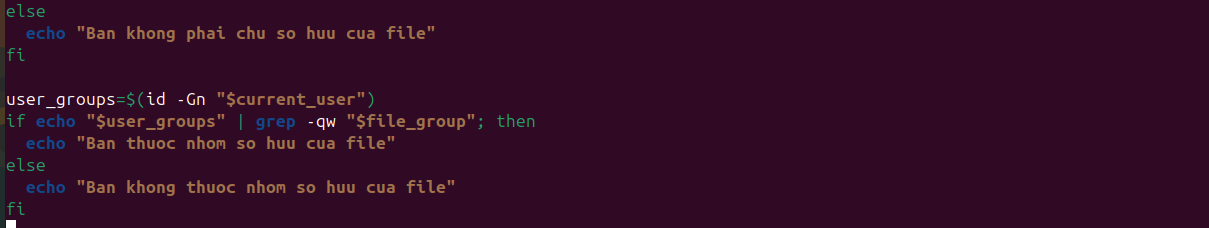 else
  echo "Ban khong phai chu so huu cua file"
fi

user_groups=$(id -Gn "$current_user")
if echo "$user_groups" | grep -qw "$file_group"; then
  echo "Ban thuoc nhom so huu cua file"
else
  echo "Ban khong thuoc nhom so huu cua file"
fi